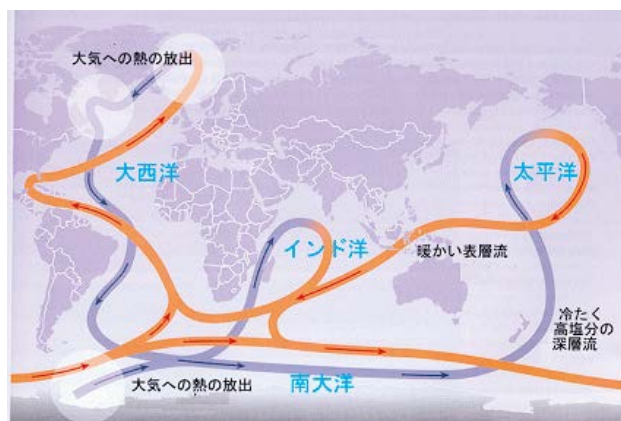 大気への熱の放出
大西洋
太平洋
インド洋
暖かい表層流
冷たく
高塩分の
深層流
大気への熱の放出
南大洋